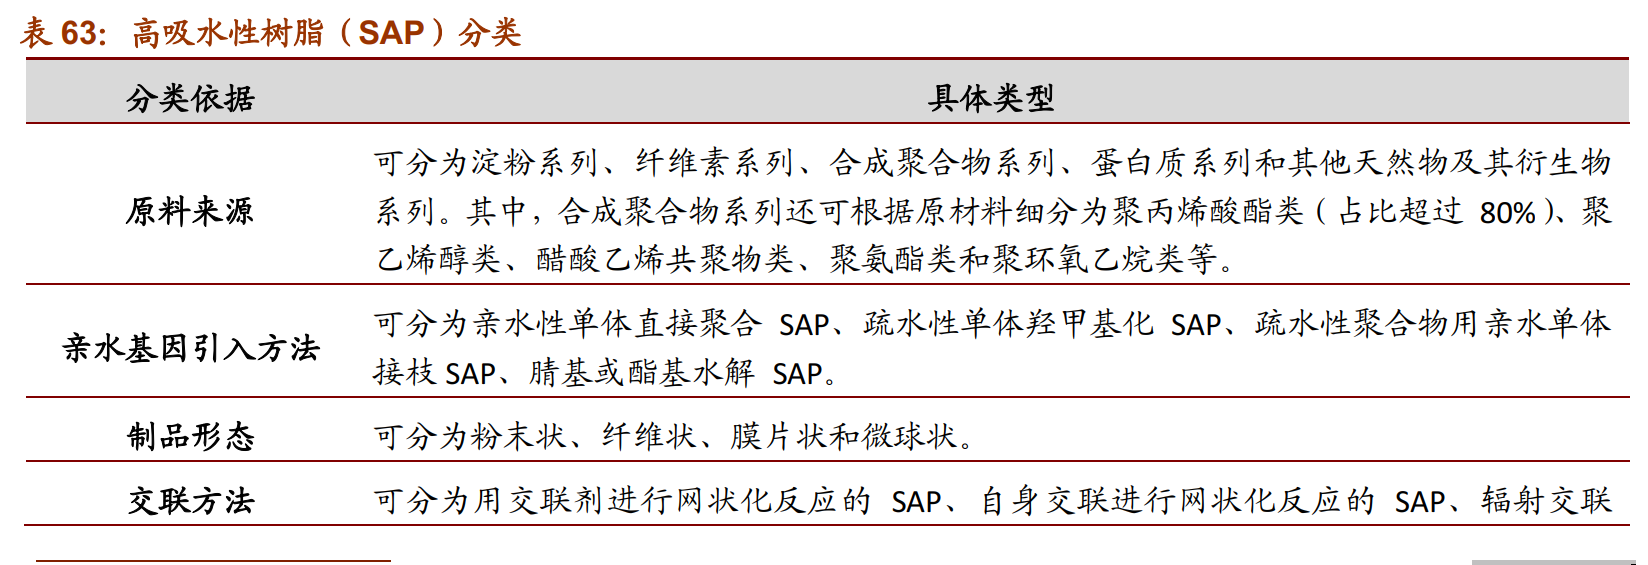 表 63：高吸水性树脂（SAP）分类
分类依据 具体类型
可分为淀粉系列、纤维素系列、合成聚合物系列、蛋白质系列和其他天然物及其衍生物
原料来源 系列。其中，合成聚合物系列还可根据原材料细分为聚丙烯酸酯类（占比超过 80%）、聚
乙烯醇类、醋酸乙烯共聚物类、聚氨酯类和聚环氧乙烷类等。
可分为亲水性单体直接聚合 SAP、疏水性单体羟甲基化 SAP、疏水性聚合物用亲水单体
亲水基因引入方法
接枝 SAP、腈基或酯基水解 SAP。
制品形态 可分为粉末状、纤维状、膜片状和微球状。
交联方法 可分为用交联剂进行网状化反应的 SAP、自身交联进行网状化反应的 SAP、辐射交联